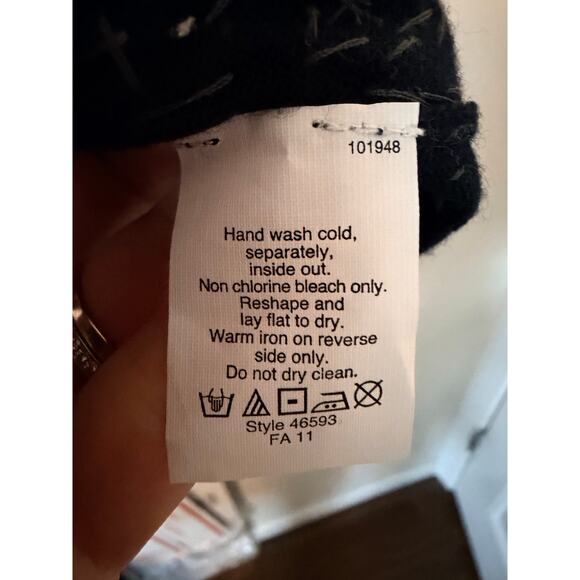 101948
Hand wash cold,
separately,
inside out.
Non chlorine bleach only.
Reshape and
lay flat to dry.
Warm iron on reverse
side only.
Do not dry clean.
Style 46593
FA 11